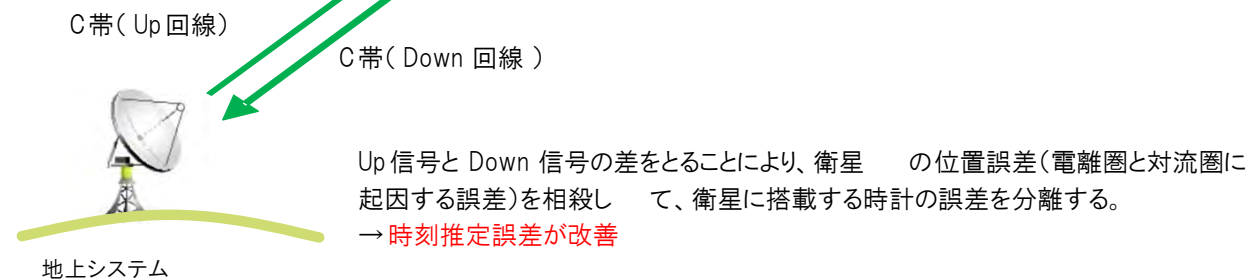 C帯( Up回線)
C帯( Down 回線 )
Up信号と Down 信号の差をとることにより、衛星　の位置誤差(電離圏と対流圏に
起因する誤差)を相殺し　て、衛星に搭載する時計の誤差を分離する。
→時刻推定誤差が改善
地上システム